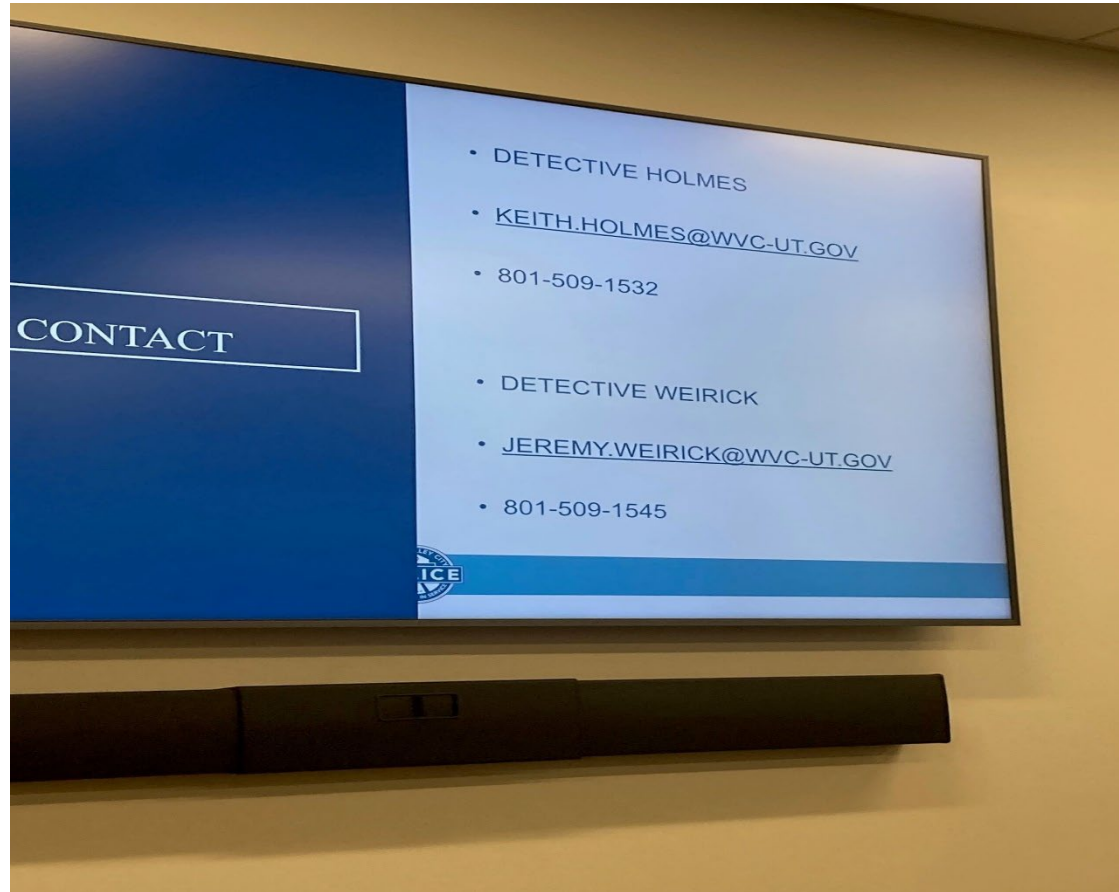 CONTACT
• DETECTIVE HOLMES
• KEITH.HOLMES@WVC-UT.GOV
• 801-509-1532
• DETECTIVE WEIRICK
• JEREMY.WEIRICK@WVC-UT.GOV
• 801-509-1545